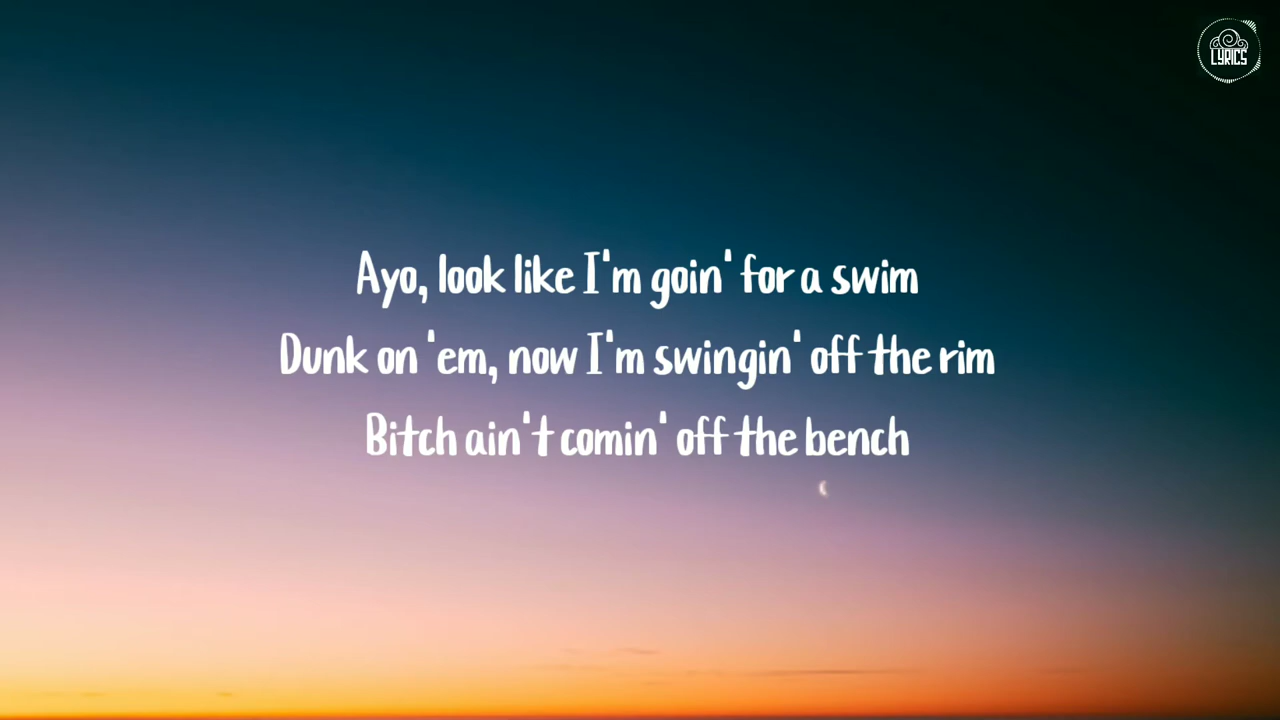 LYRICS
Ayo, look like I'm goin' for a swim
Dunk on 'em, now I'm swingin' off the rim
Bitch ain't comin' off the bench